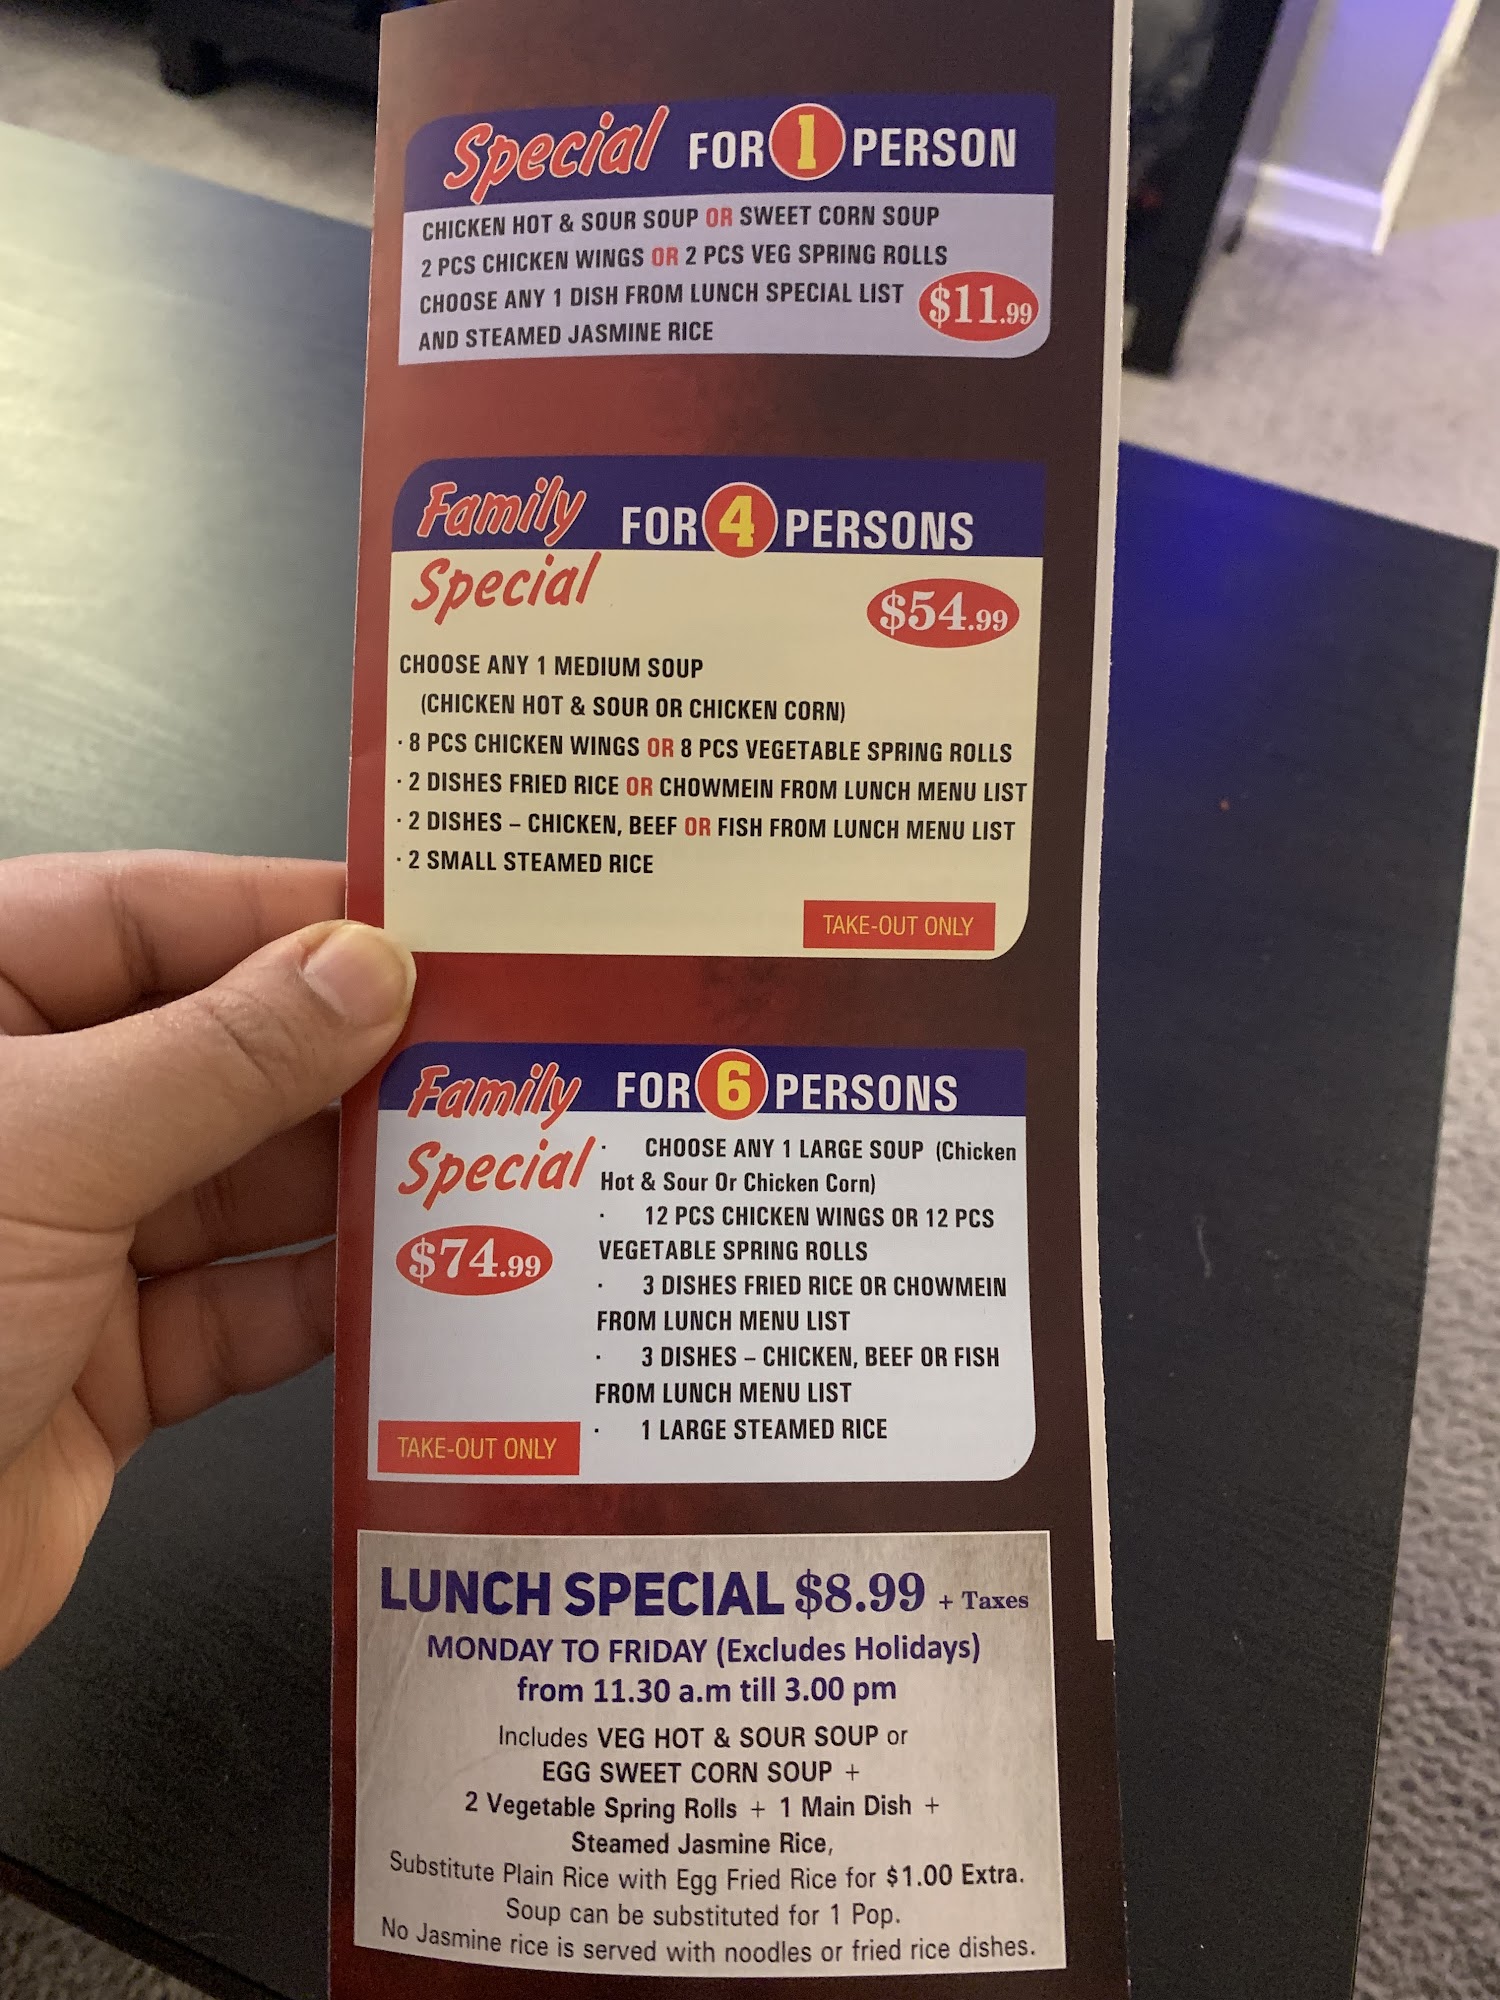 Special FOR 1 PERSON
CHICKEN HOT & SOUR SOUP OR SWEET CORN SOUP
2 PCS CHICKEN WINGS OR 2 PCS VEG SPRING ROLLS
CHOOSE ANY 1 DISH FROM LUNCH SPECIAL LIST
AND STEAMED JASMINE RICE
$11.99
Family Special FOR 4 PERSONS
$54.99
CHOOSE ANY 1 MEDIUM SOUP
(CHICKEN HOT & SOUR OR CHICKEN CORN)
· 8 PCS CHICKEN WINGS OR 8 PCS VEGETABLE SPRING ROLLS
· 2 DISHES FRIED RICE OR CHOWMEIN FROM LUNCH MENU LIST
· 2 DISHES – CHICKEN, BEEF OR FISH FROM LUNCH MENU LIST
· 2 SMALL STEAMED RICE
TAKE-OUT ONLY
Family Special FOR 6 PERSONS
$74.99
· CHOOSE ANY 1 LARGE SOUP (Chicken
Hot & Sour Or Chicken Corn)
· 12 PCS CHICKEN WINGS OR 12 PCS
VEGETABLE SPRING ROLLS
· 3 DISHES FRIED RICE OR CHOWMEIN
FROM LUNCH MENU LIST
· 3 DISHES – CHICKEN, BEEF OR FISH
FROM LUNCH MENU LIST
· 1 LARGE STEAMED RICE
TAKE-OUT ONLY
LUNCH SPECIAL $8.99 + Taxes
MONDAY TO FRIDAY (Excludes Holidays)
from 11.30 a.m till 3.00 pm
Includes VEG HOT & SOUR SOUP or
EGG SWEET CORN SOUP +
2 Vegetable Spring Rolls + 1 Main Dish +
Steamed Jasmine Rice,
Substitute Plain Rice with Egg Fried Rice for $1.00 Extra.
Soup can be substituted for 1 Pop.
No Jasmine rice is served with noodles or fried rice dishes.